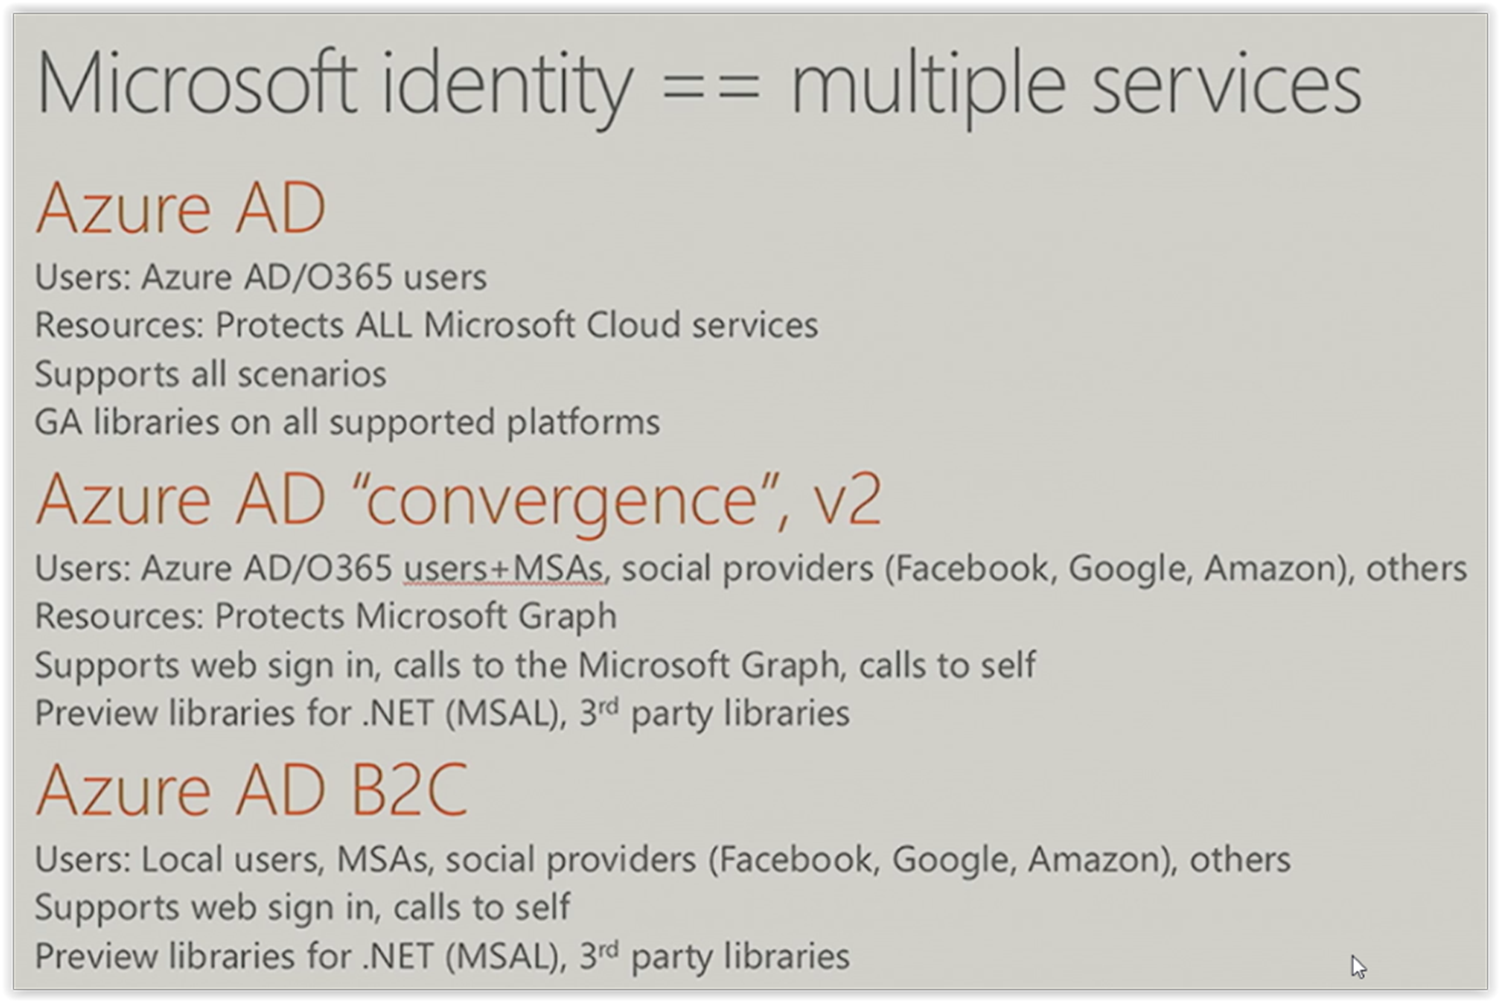 Microsoft identity == multiple services
Azure AD
Users: Azure AD/O365 users
Resources: Protects ALL Microsoft Cloud services
Supports all scenarios
GA libraries on all supported platforms
Azure AD “convergence”, v2
Users: Azure AD/O365 users+MSAs, social providers (Facebook, Google, Amazon), others
Resources: Protects Microsoft Graph
Supports web sign in, calls to the Microsoft Graph, calls to self
Preview libraries for .NET (MSAL), 3rd party libraries
Azure AD B2C
Users: Local users, MSAs, social providers (Facebook, Google, Amazon), others
Supports web sign in, calls to self
Preview libraries for .NET (MSAL), 3rd party libraries